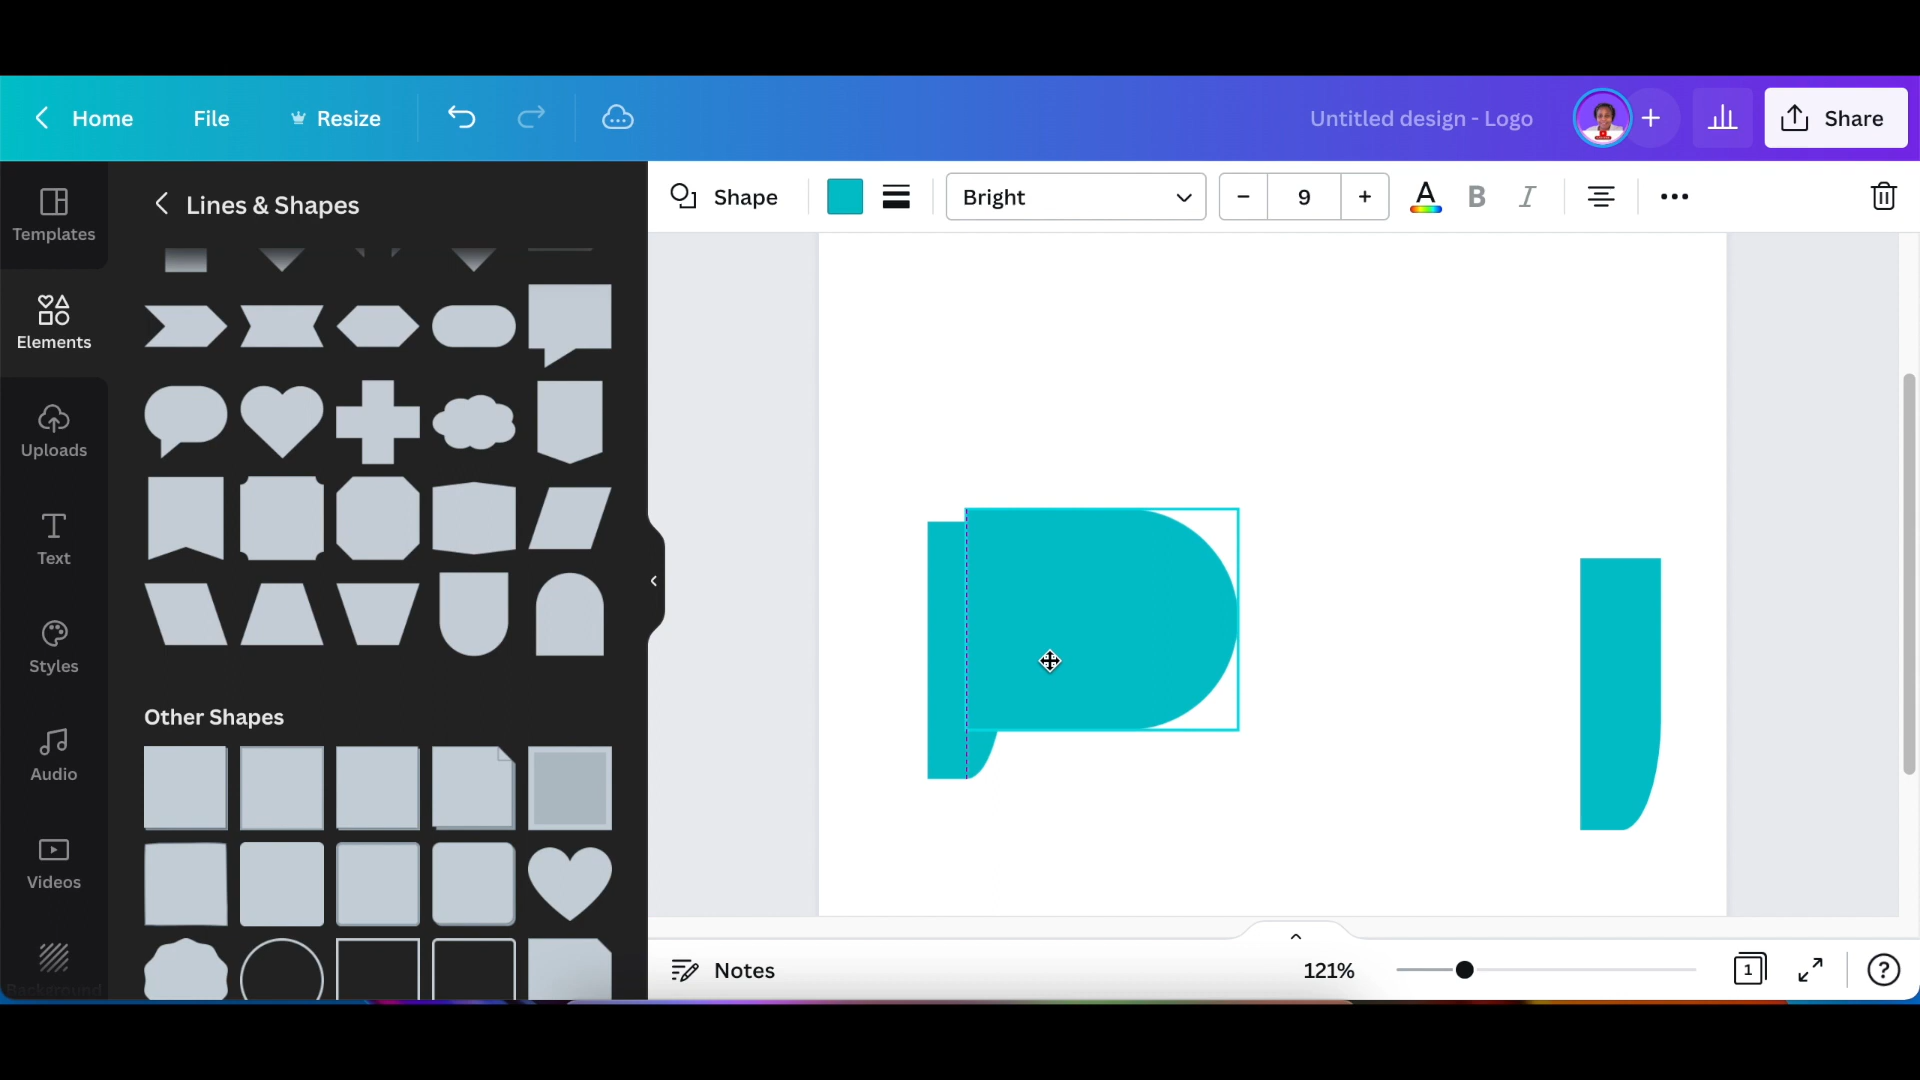 Home File Resize Untitled design - Logo Share
Templates
Elements
Uploads
Text
Styles
Audio
Videos
Background
Lines & Shapes
Other Shapes
Shape Bright 9 A B I
Notes 121% 1 ?